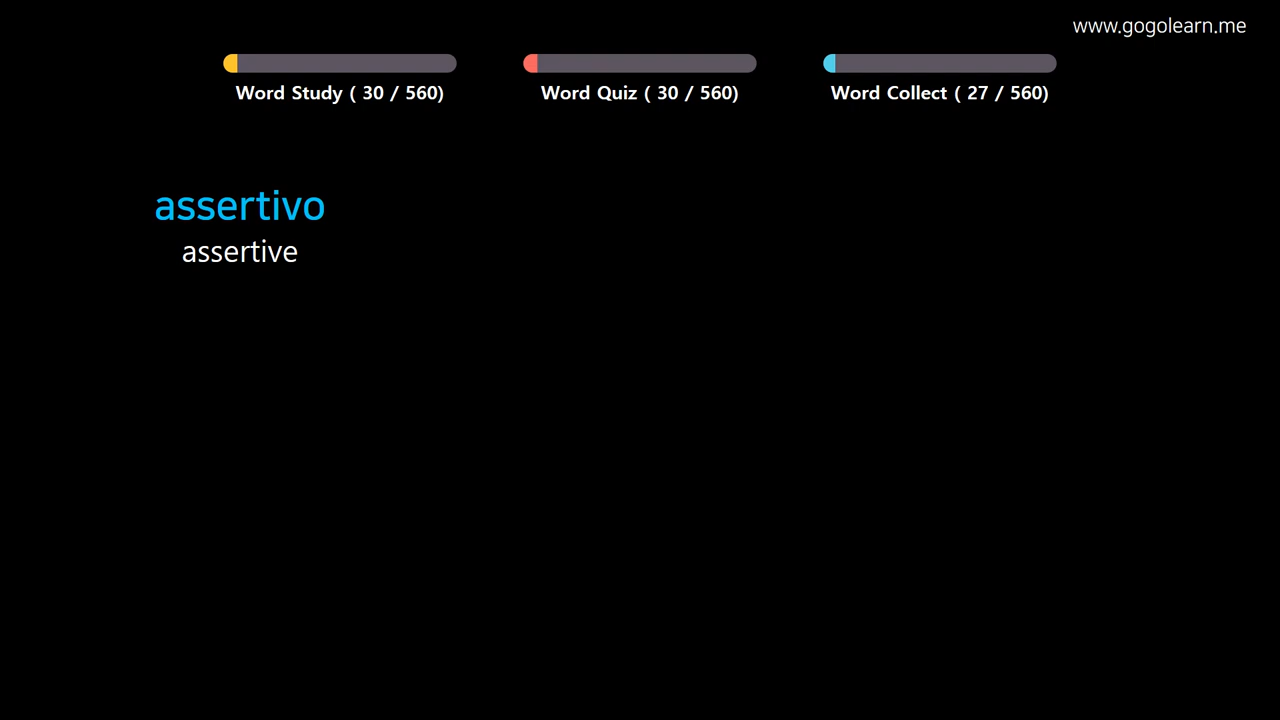 www.gogolearn.me
Word Study ( 30 / 560)
Word Quiz ( 30 / 560)
Word Collect ( 27 / 560)
assertivo
assertive